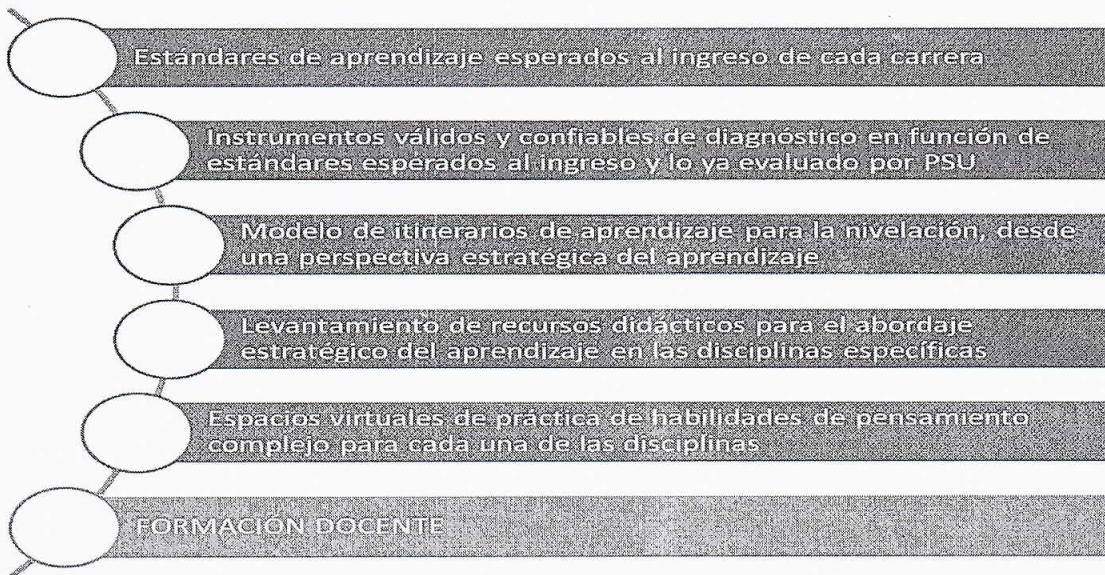 Estándares de aprendizaje esperados al ingreso de cada carrera
Instrumentos válidos y confiables de diagnóstico en función de
estándares esperados al ingreso y lo ya evaluado por PSU
Modelo de itinerarios de aprendizaje para la nivelación, desde
una perspectiva estratégica del aprendizaje
Levantamiento de recursos didácticos para el abordaje
estratégico del aprendizaje en las disciplinas específicas
Espacios virtuales de práctica de habilidades de pensamiento
complejo para cada una de las disciplinas
FORMACIÓN DOCENTE